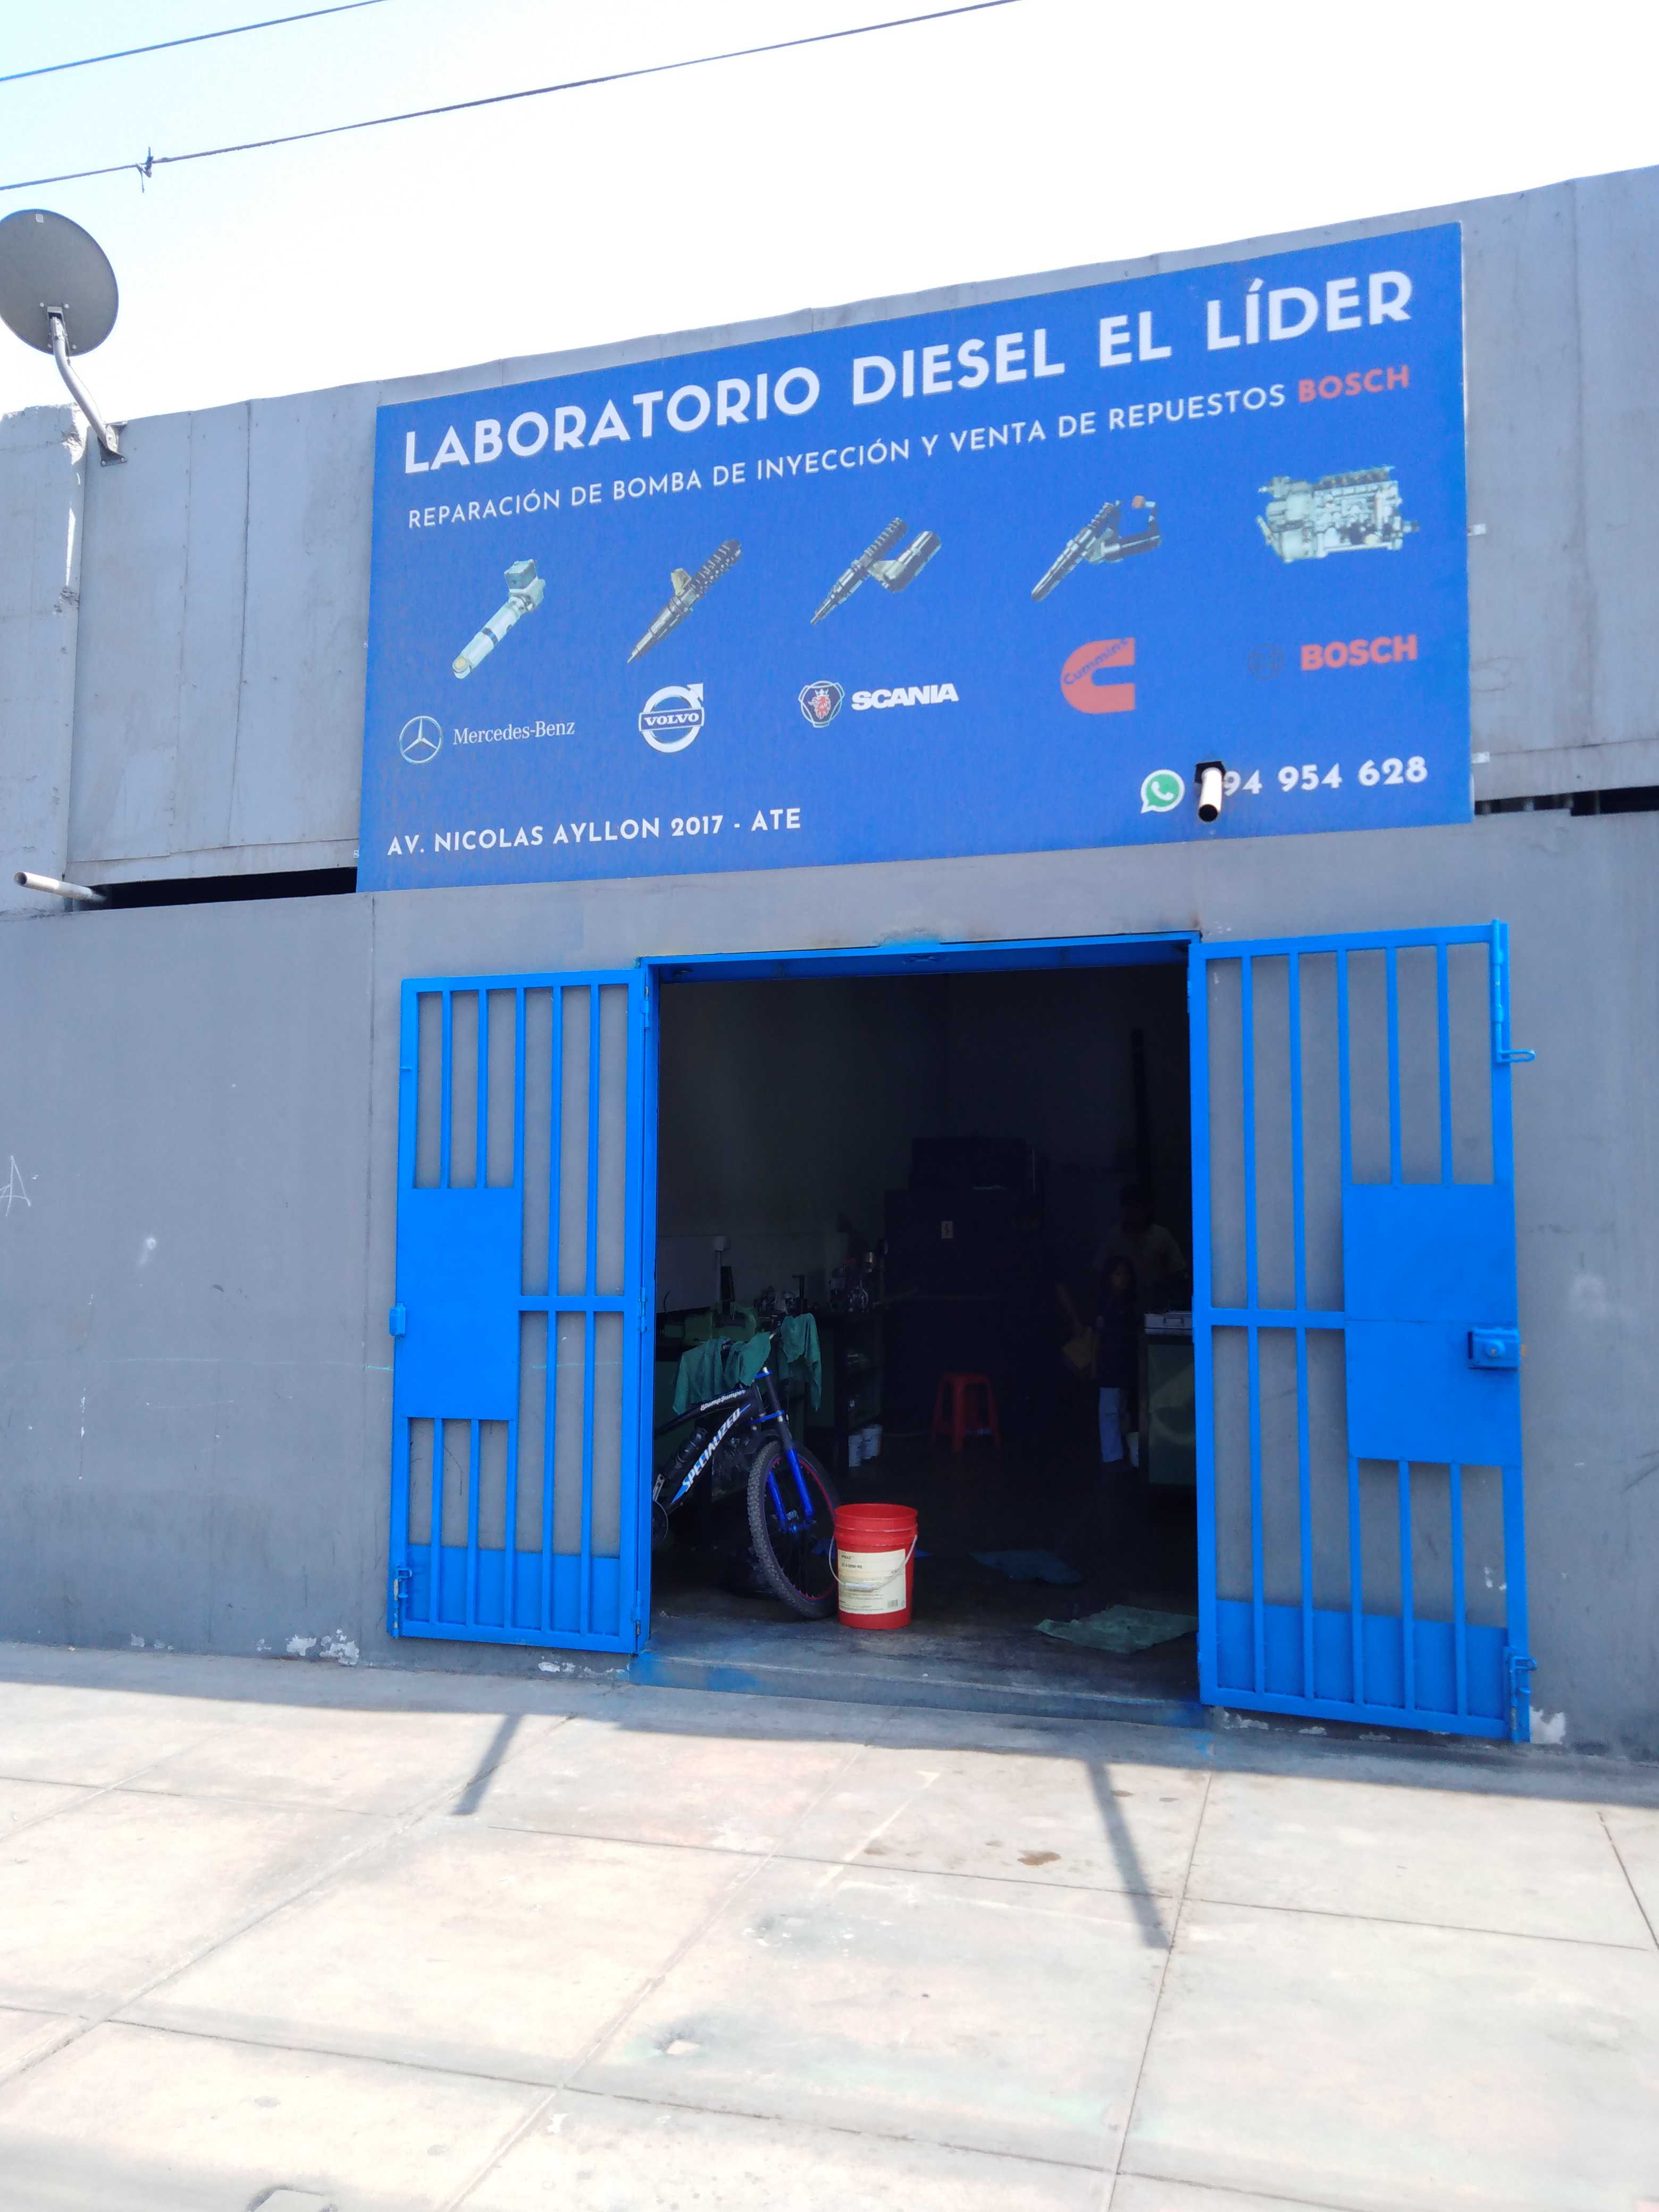 LABORATORIO DIESEL EL LÍDER
REPARACIÓN DE BOMBA DE INYECCIÓN Y VENTA DE REPUESTOS BOSCH
Mercedes-Benz
VOLVO
SCANIA
Cummins
BOSCH
AV. NICOLAS AYLLON 2017 - ATE
94 954 628
StumpJumper
SPECIALIZED